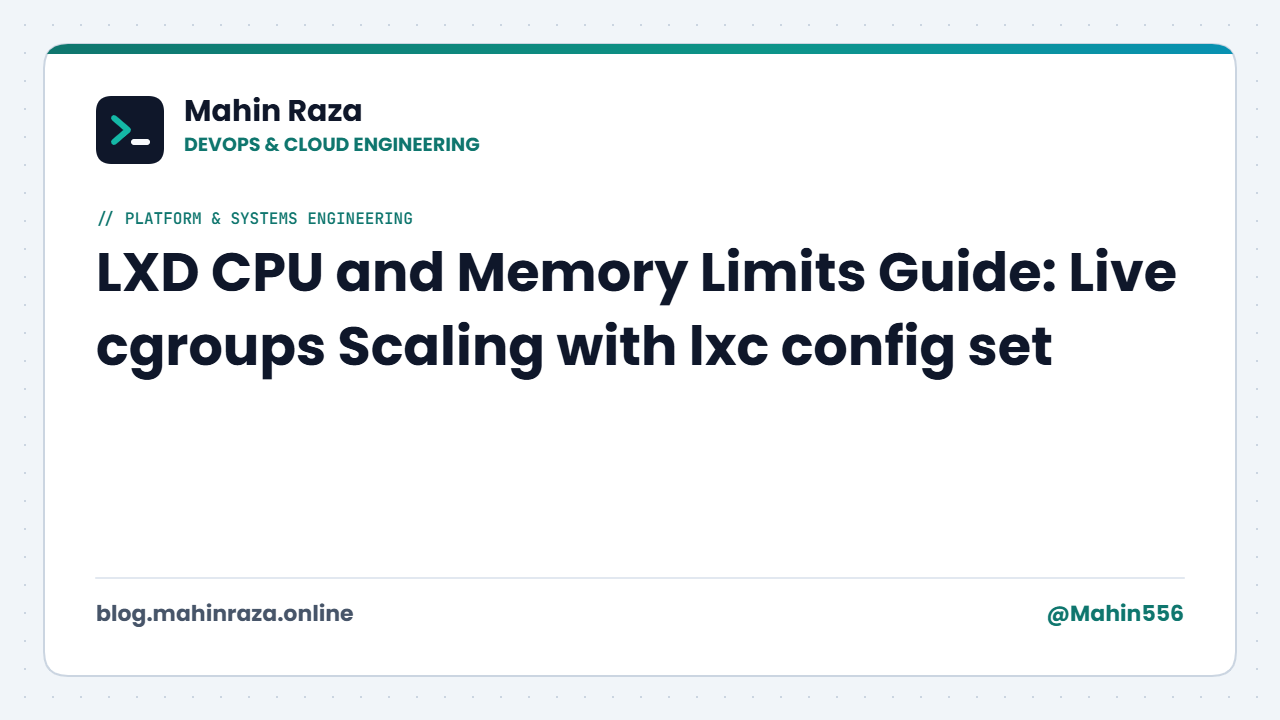 Mahin Raza
DEVOPS & CLOUD ENGINEERING
// PLATFORM & SYSTEMS ENGINEERING
LXD CPU and Memory Limits Guide: Live
cgroups Scaling with lxc config set
blog.mahinraza.online
@Mahin556